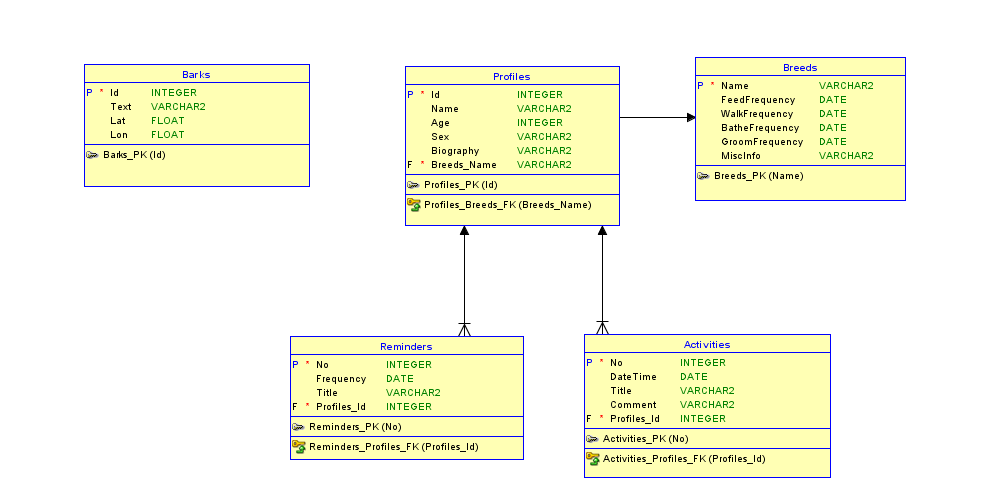 Barks
P * Id INTEGER
Text VARCHAR2
Lat FLOAT
Lon FLOAT
Barks_PK (Id)
Profiles
P * Id INTEGER
Name VARCHAR2
Age INTEGER
Sex VARCHAR2
Biography VARCHAR2
F * Breeds_Name VARCHAR2
Profiles_PK (Id)
Profiles_Breeds_FK (Breeds_Name)
Breeds
P * Name VARCHAR2
FeedFrequency DATE
WalkFrequency DATE
BatheFrequency DATE
GroomFrequency DATE
MiscInfo VARCHAR2
Breeds_PK (Name)
Reminders
P * No INTEGER
Frequency DATE
Title VARCHAR2
F * Profiles_Id INTEGER
Reminders_PK (No)
Reminders_Profiles_FK (Profiles_Id)
Activities
P * No INTEGER
DateTime DATE
Title VARCHAR2
Comment VARCHAR2
F * Profiles_Id INTEGER
Activities_PK (No)
Activities_Profiles_FK (Profiles_Id)